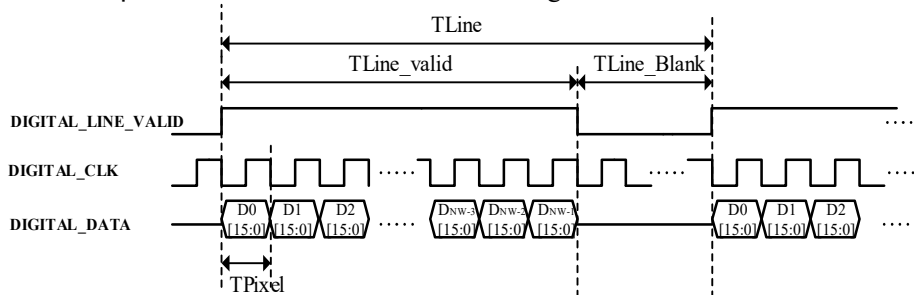 TLine
TLine_valid TLine_Blank
DIGITAL_LINE_VALID ....
DIGITAL_CLK ..... ..... ....
D0 D1 D2 DNW-3 DNW-2 DNW-1 D0 D1 D2
DIGITAL_DATA ..... ....
[15:0] [15:0] [15:0] [15:0] [15:0] [15:0] [15:0] [15:0] [15:0]
TPixel